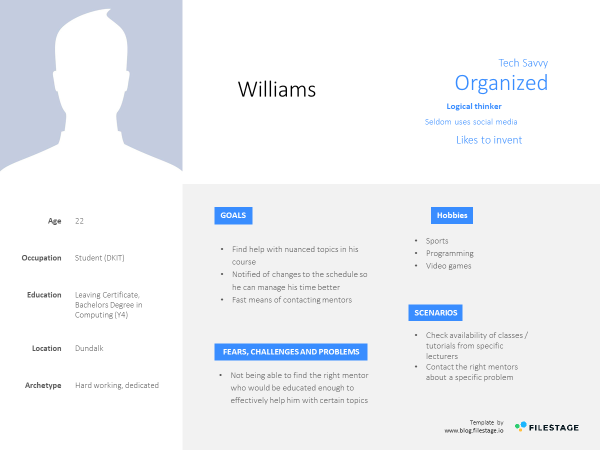 Williams
Tech Savvy
Organized
Logical thinker
Seldom uses social media
Likes to invent
Age 22
Occupation Student (DKIT)
Education Leaving Certificate,
Bachelors Degree in
Computing (Y4)
Location Dundalk
Archetype Hard working, dedicated
GOALS
• Find help with nuanced topics in his
course
• Notified of changes to the schedule so
he can manage his time better
• Fast means of contacting mentors
FEARS, CHALLENGES AND PROBLEMS
• Not being able to find the right mentor
who would be educated enough to
effectively help him with certain topics
Hobbies
• Sports
• Programming
• Video games
SCENARIOS
• Check availability of classes /
tutorials from specific
lecturers
• Contact the right mentors
about a specific problem
Template by
www.blog.filestage.io
FILESTAGE